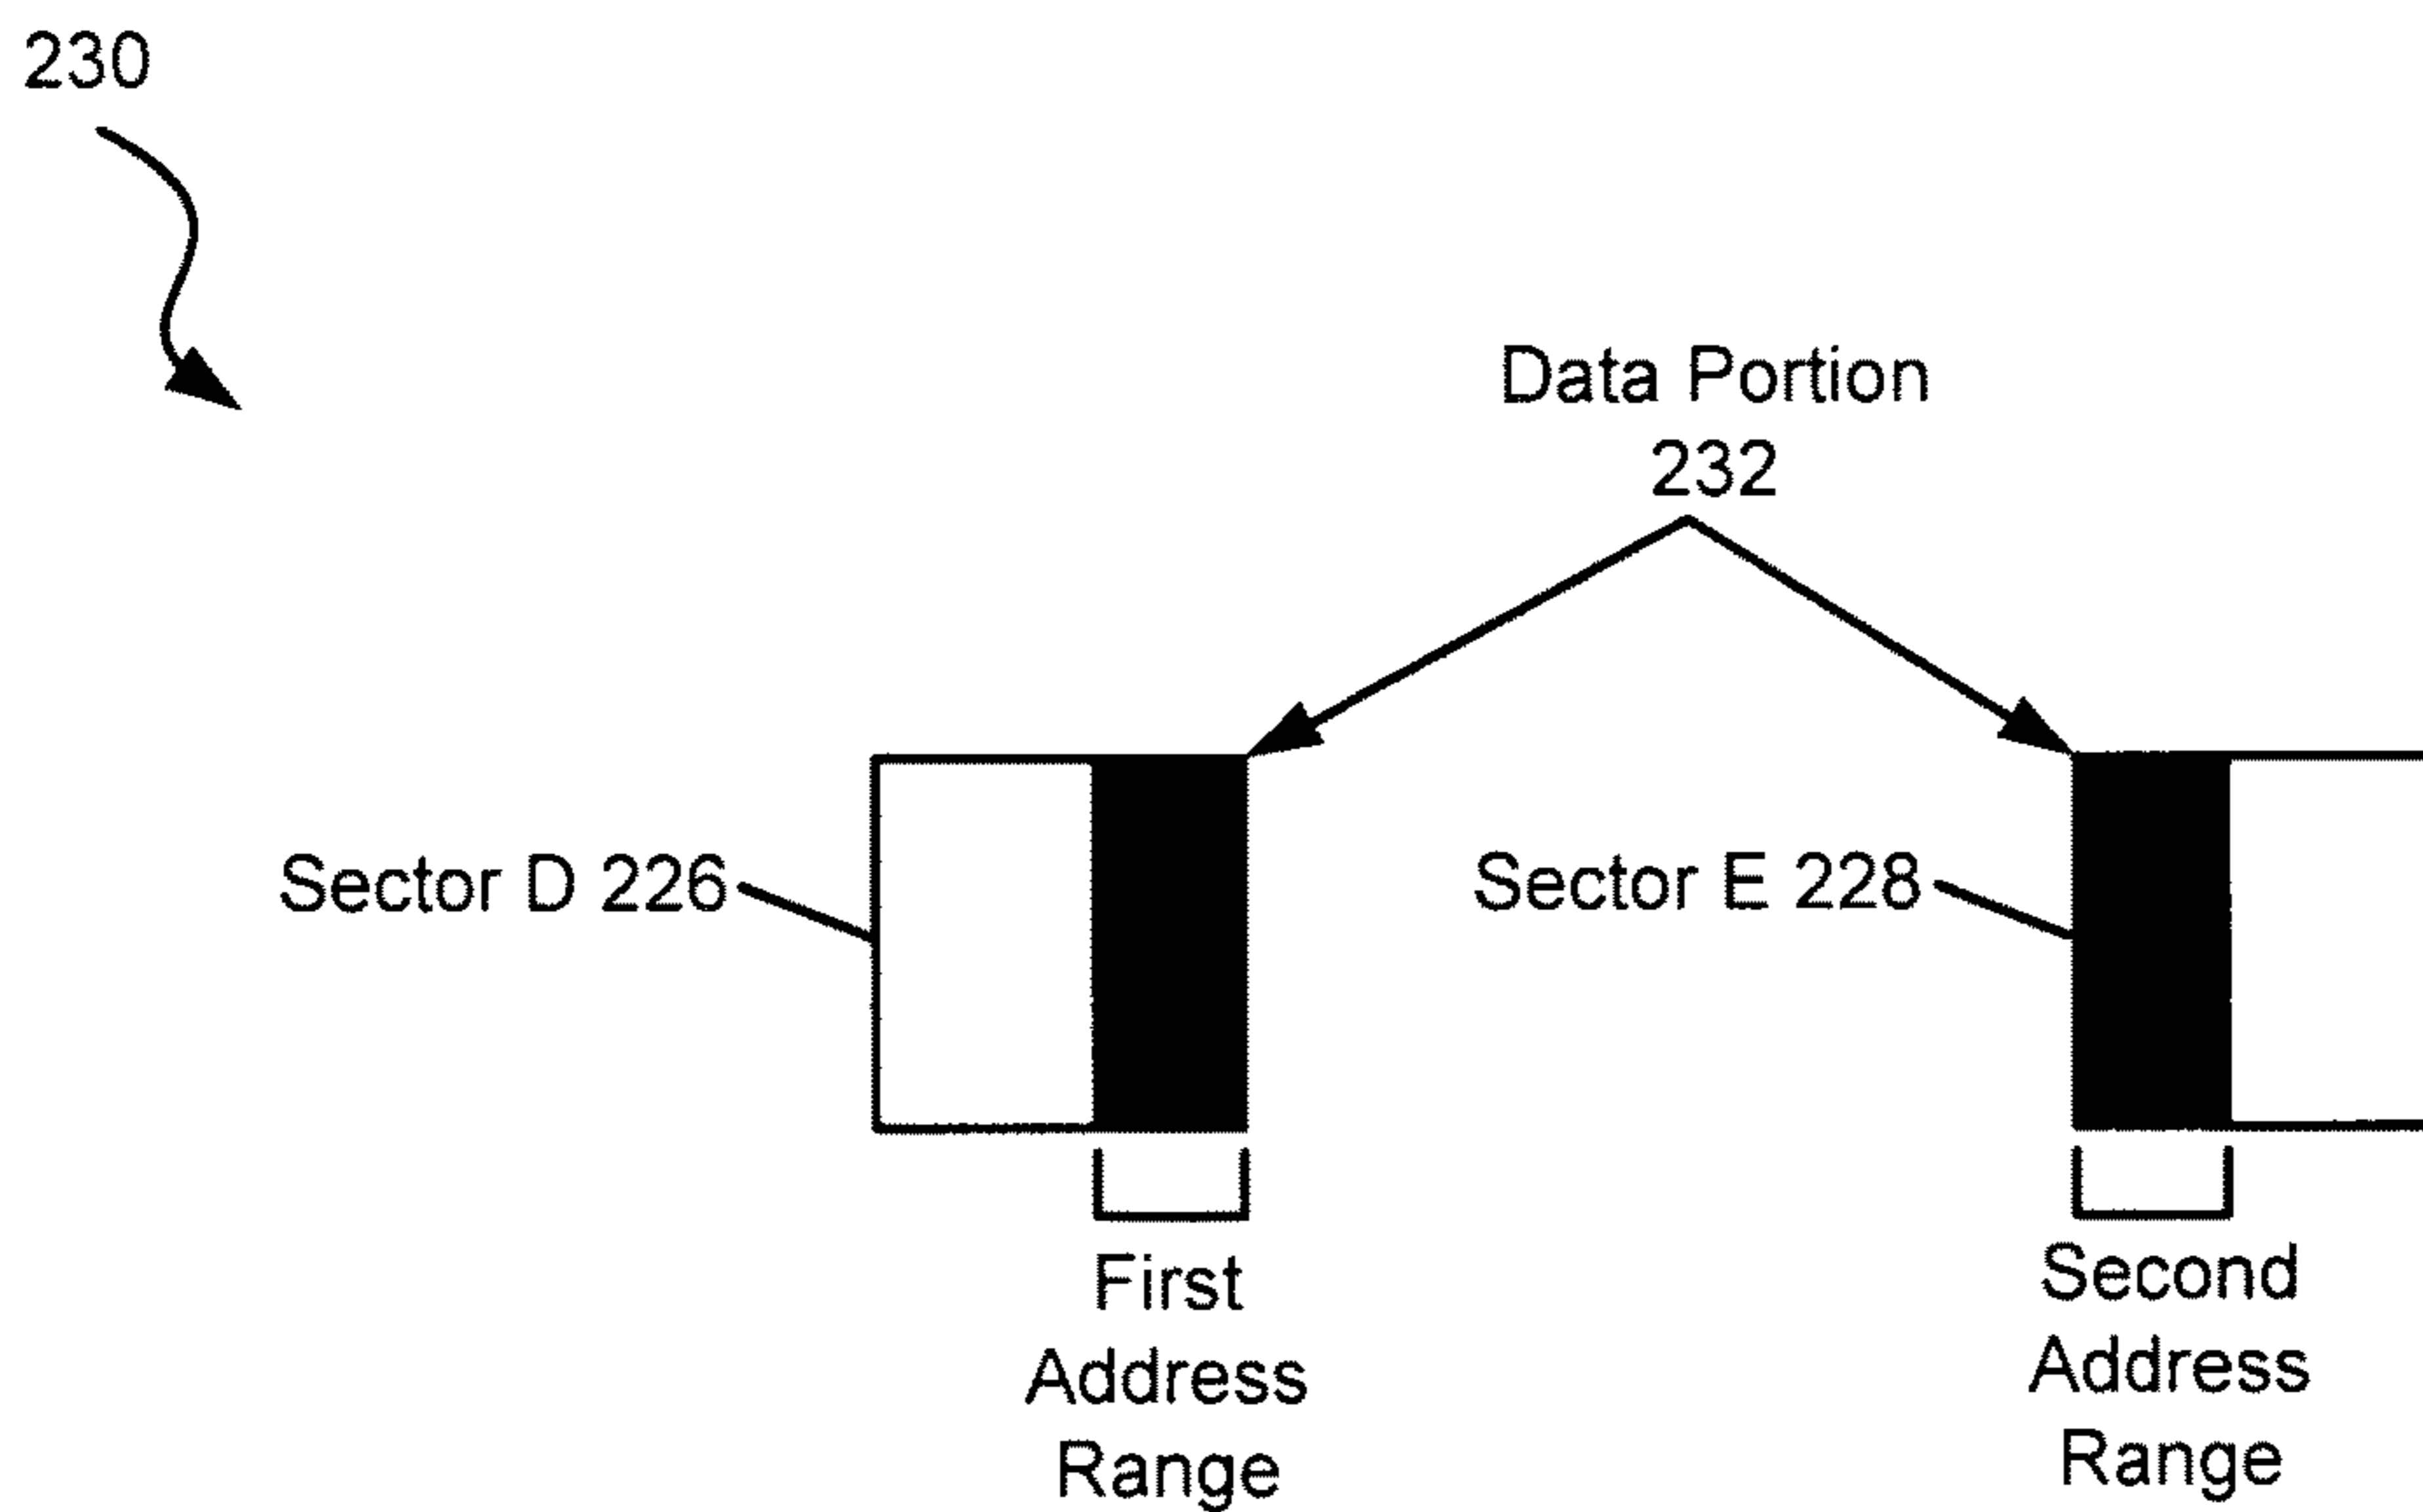 230
Data Portion
232
Sector D 226
Sector E 228
First
Address
Range
Second
Address
Range